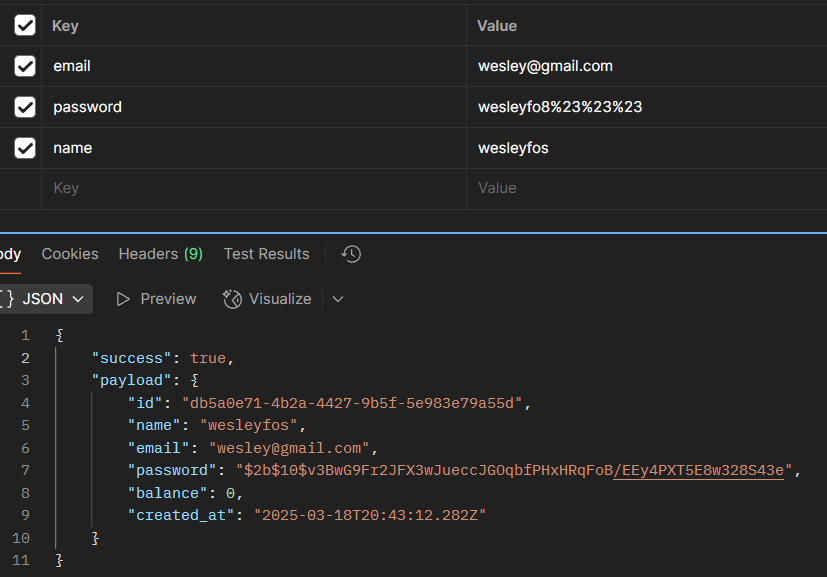 Key Value
email wesley@gmail.com
password wesleyfo8%23%23%23
name wesleyfos
Key Value
ody Cookies Headers (9) Test Results
{} JSON Preview Visualize
1 {
2 "success": true,
3 "payload": {
4 "id": "db5a0e71-4b2a-4427-9b5f-5e983e79a55d",
5 "name": "wesleyfos",
6 "email": "wesley@gmail.com",
7 "password": "$2b$10$v3BwG9Fr2JFX3wJueccJGOqbfPHxHRqFoB/EEy4PXT5E8w328S43e",
8 "balance": 0,
9 "created_at": "2025-03-18T20:43:12.282Z"
10 }
11 }